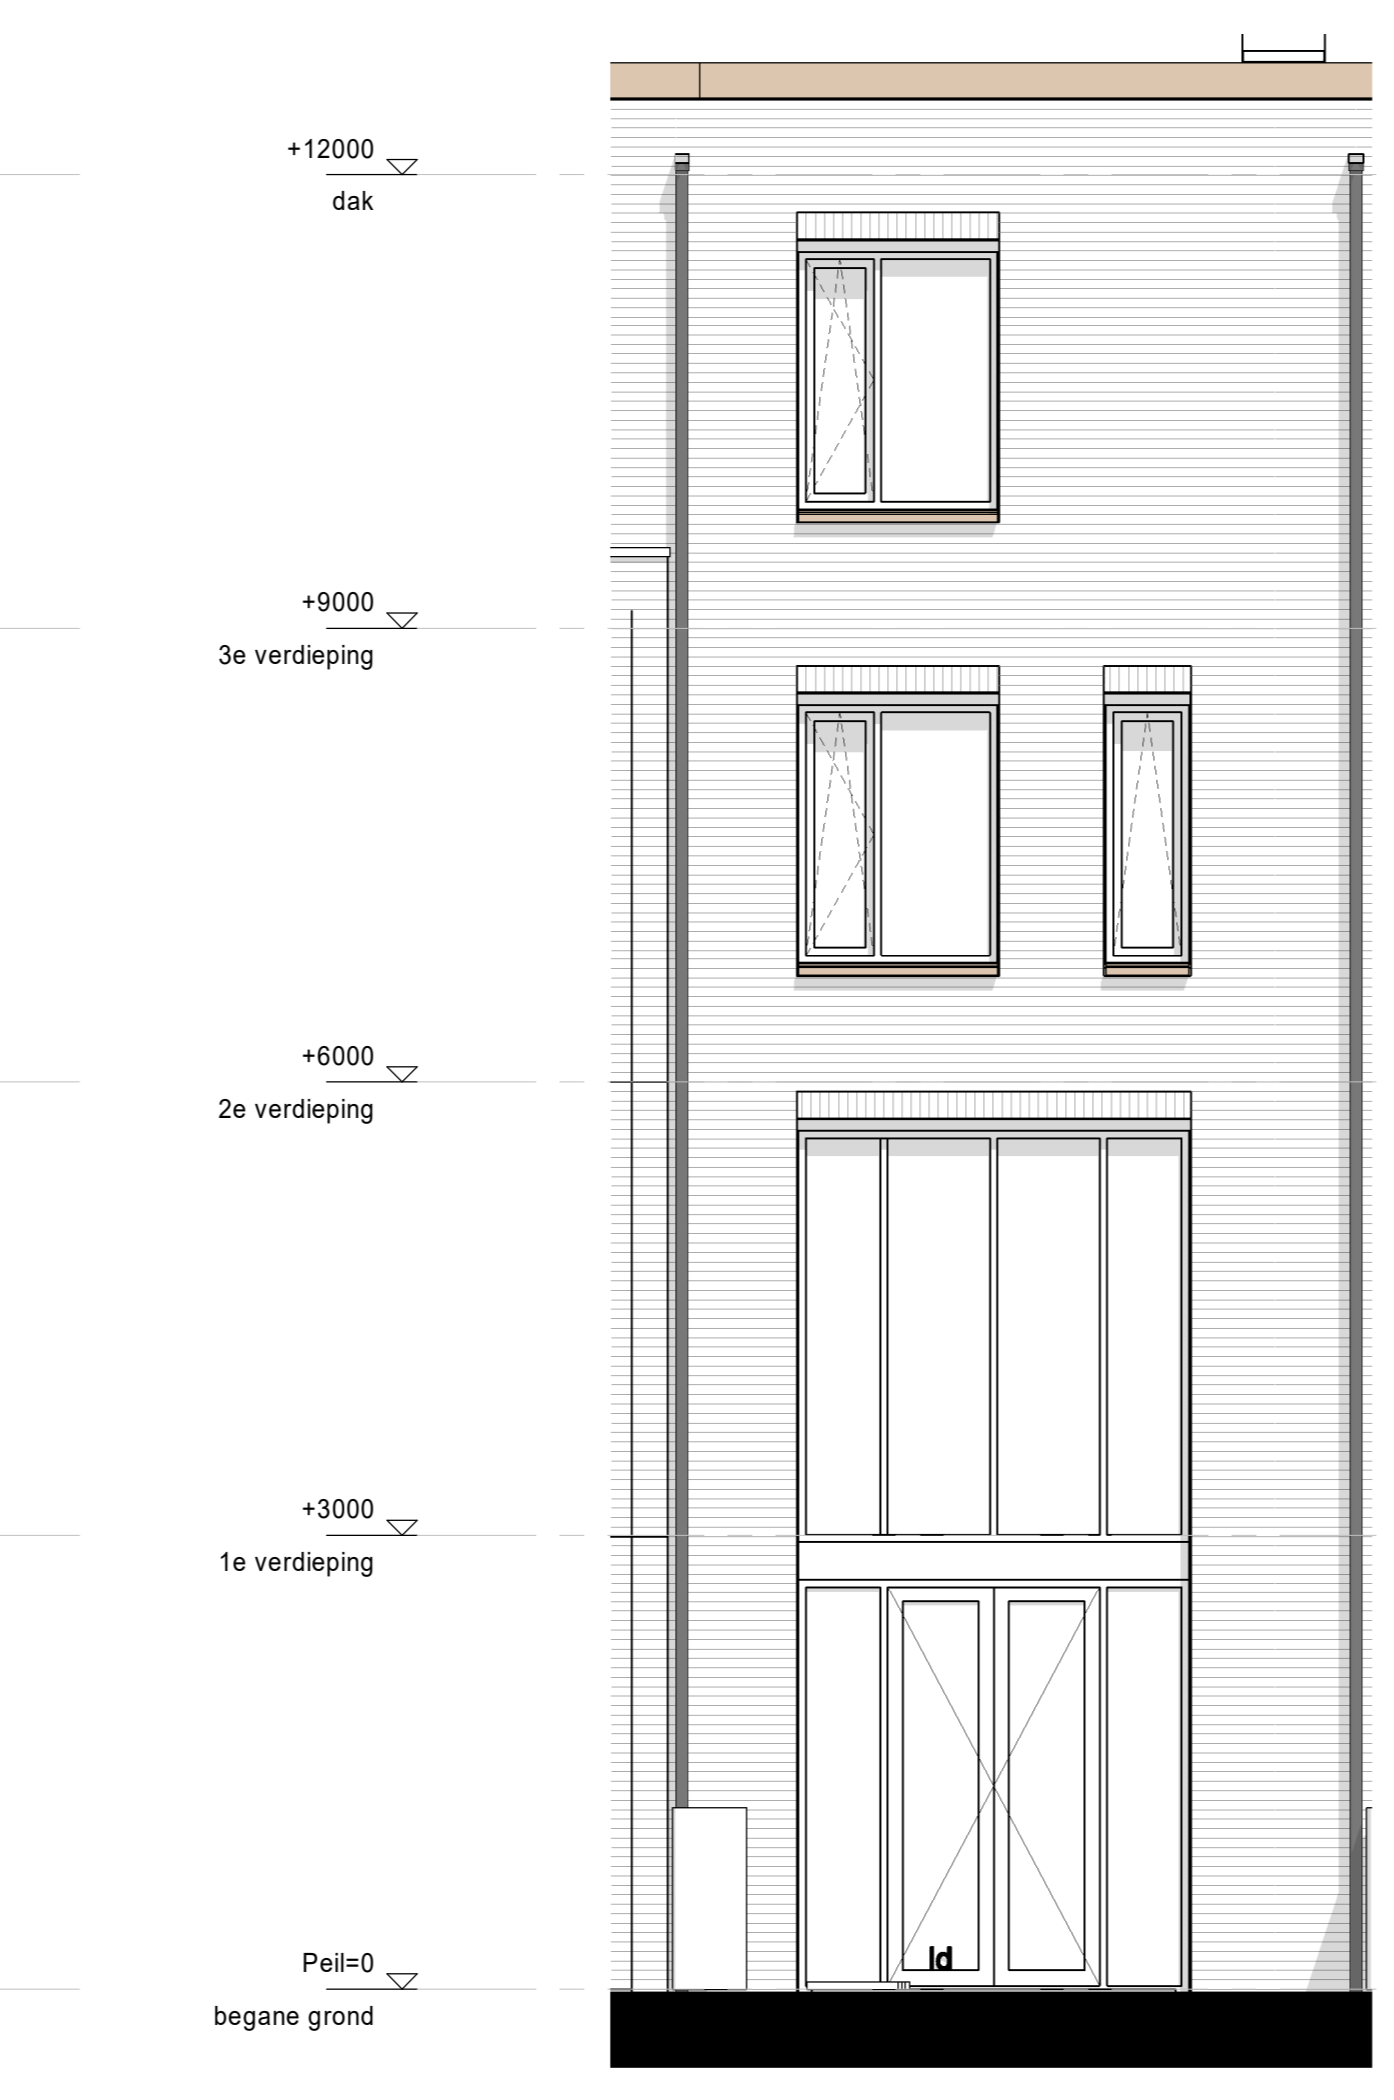 +12000
dak
+9000
3e verdieping
+6000
2e verdieping
+3000
1e verdieping
ld
Peil=0
begane grond